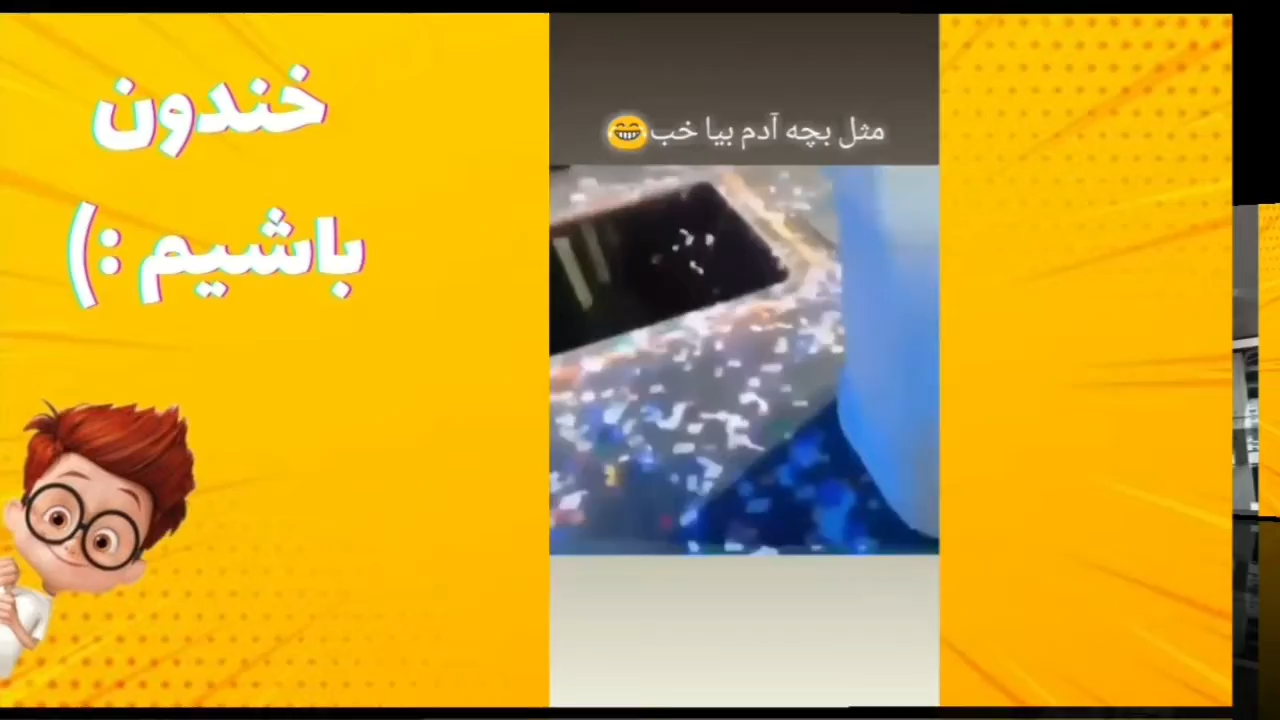 خندون
باشیم :)
مثل بچه آدم بیا خب😁